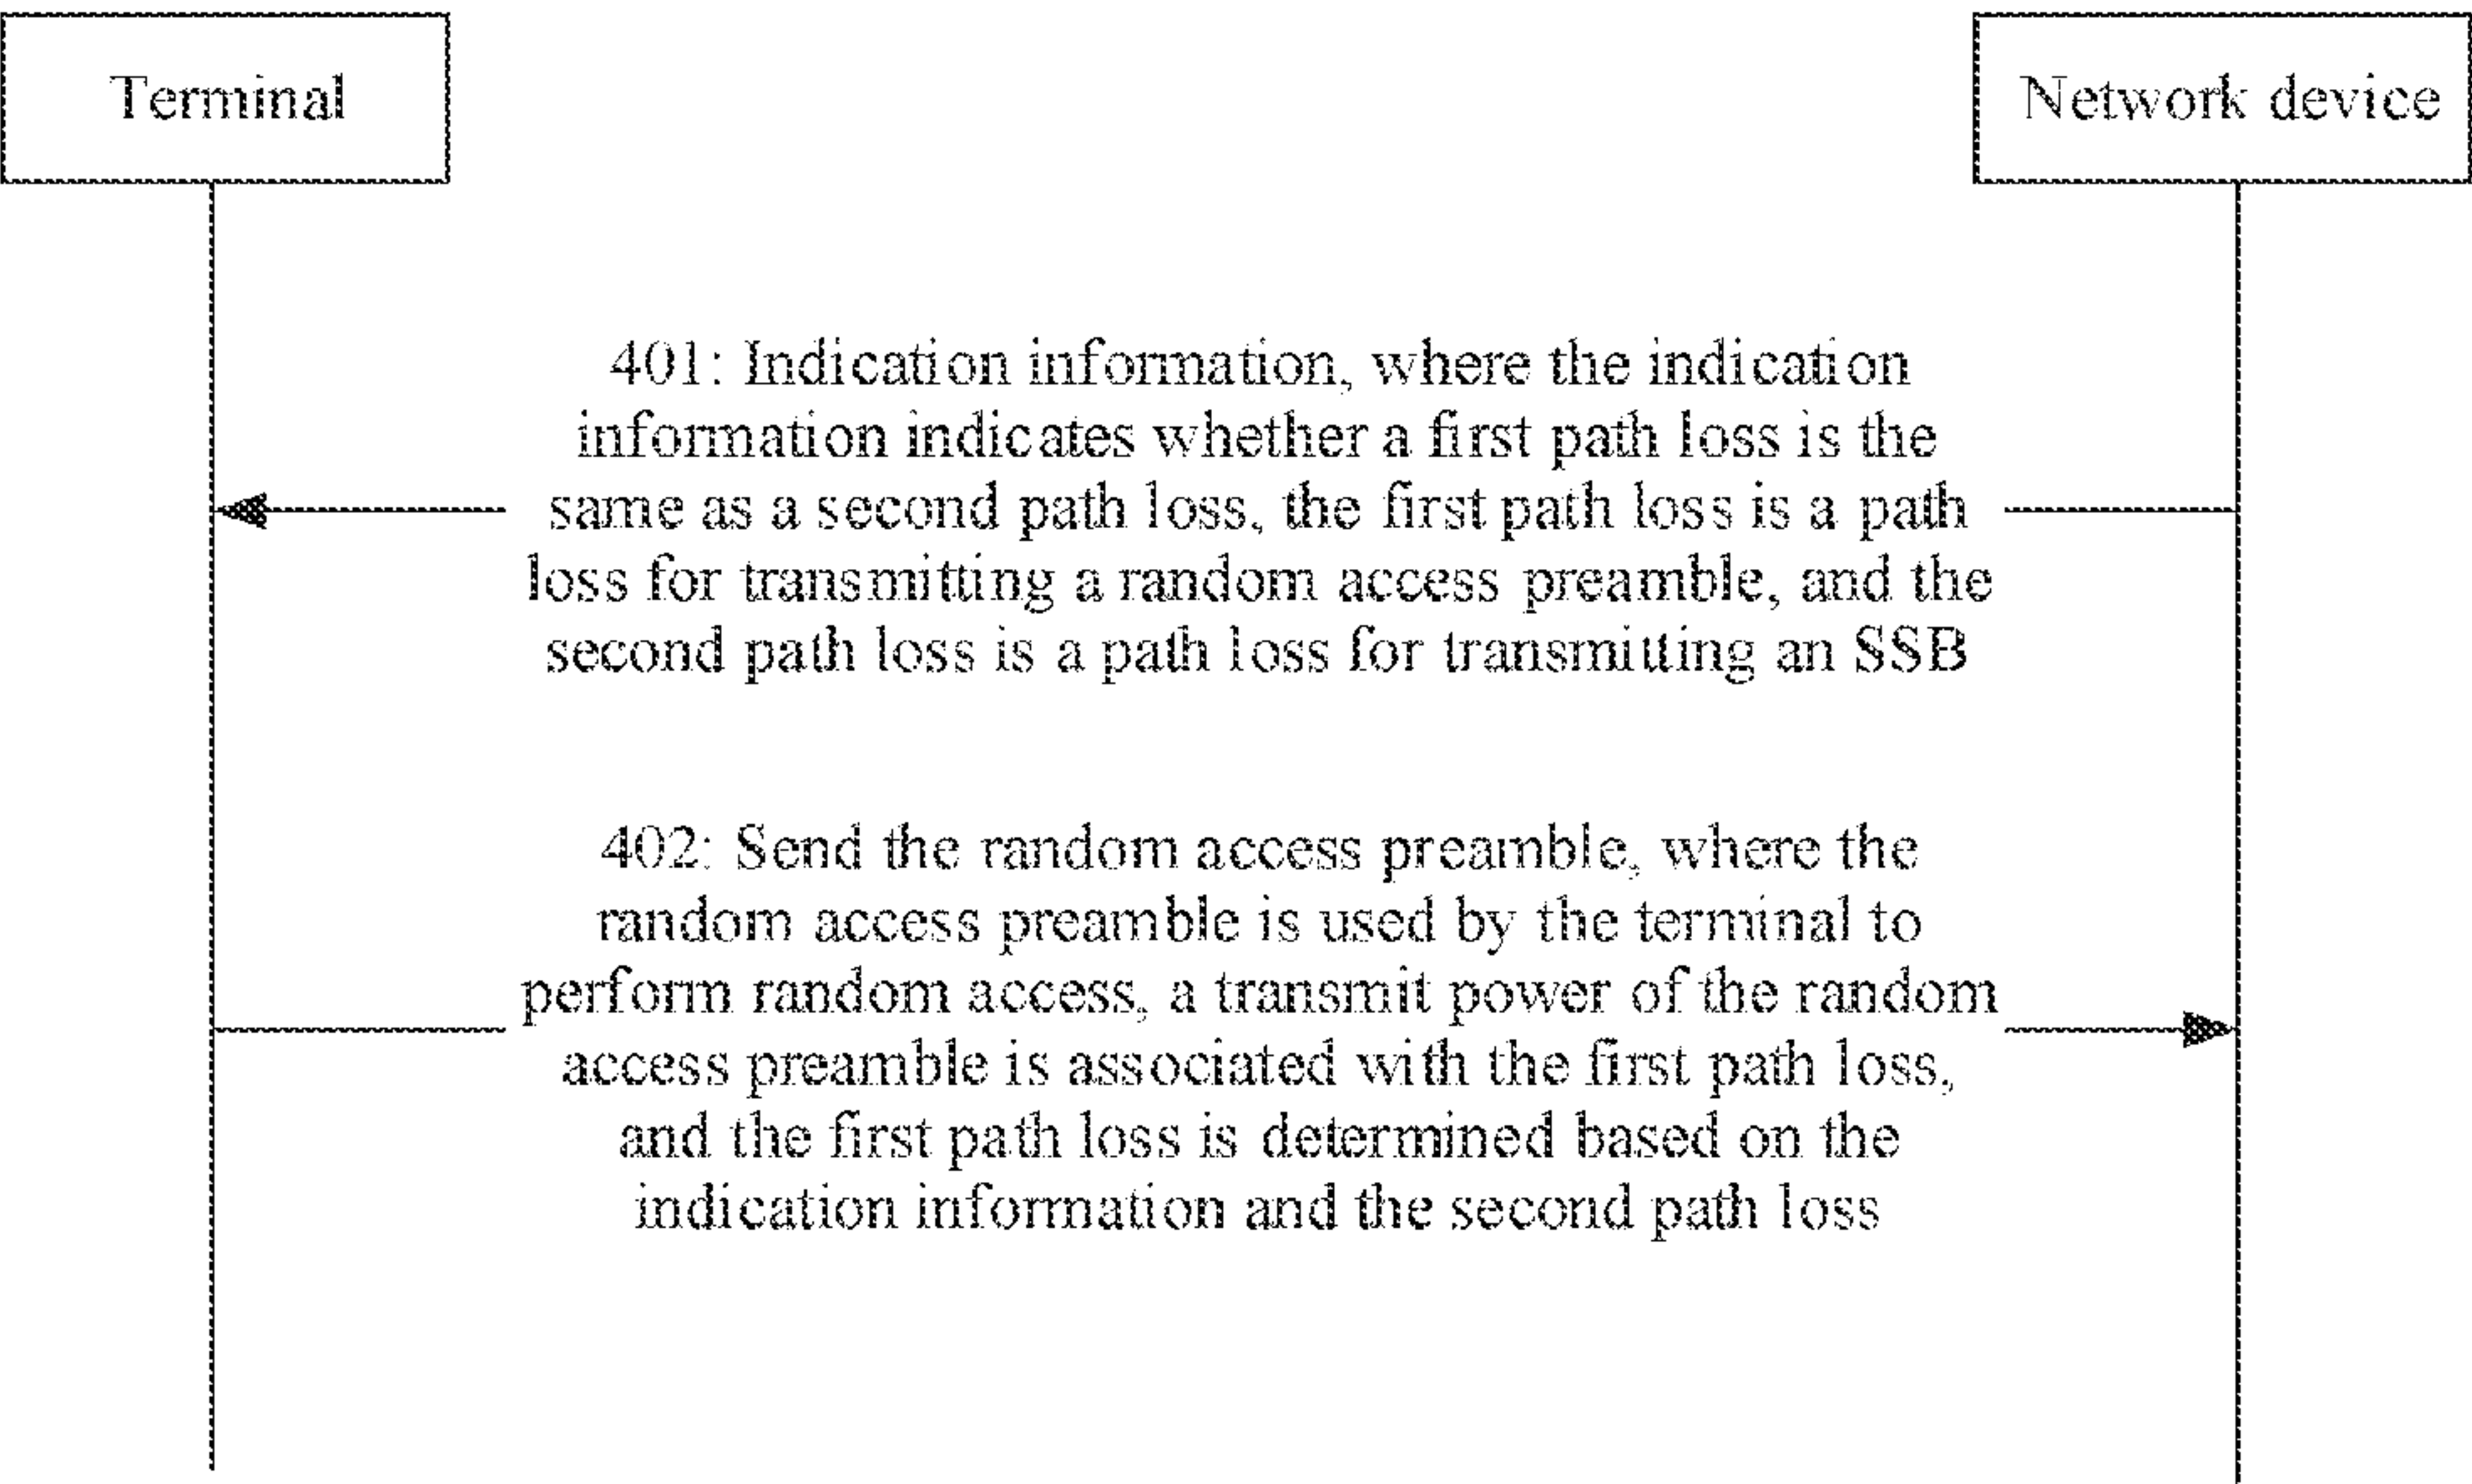 Terminal
Network device
401: Indication information, where the indication
information indicates whether a first path loss is the
same as a second path loss, the first path loss is a path
loss for transmitting a random access preamble, and the
second path loss is a path loss for transmitting an SSB
402: Send the random access preamble, where the
random access preamble is used by the terminal to
perform random access, a transmit power of the random
access preamble is associated with the first path loss,
and the first path loss is determined based on the
indication information and the second path loss